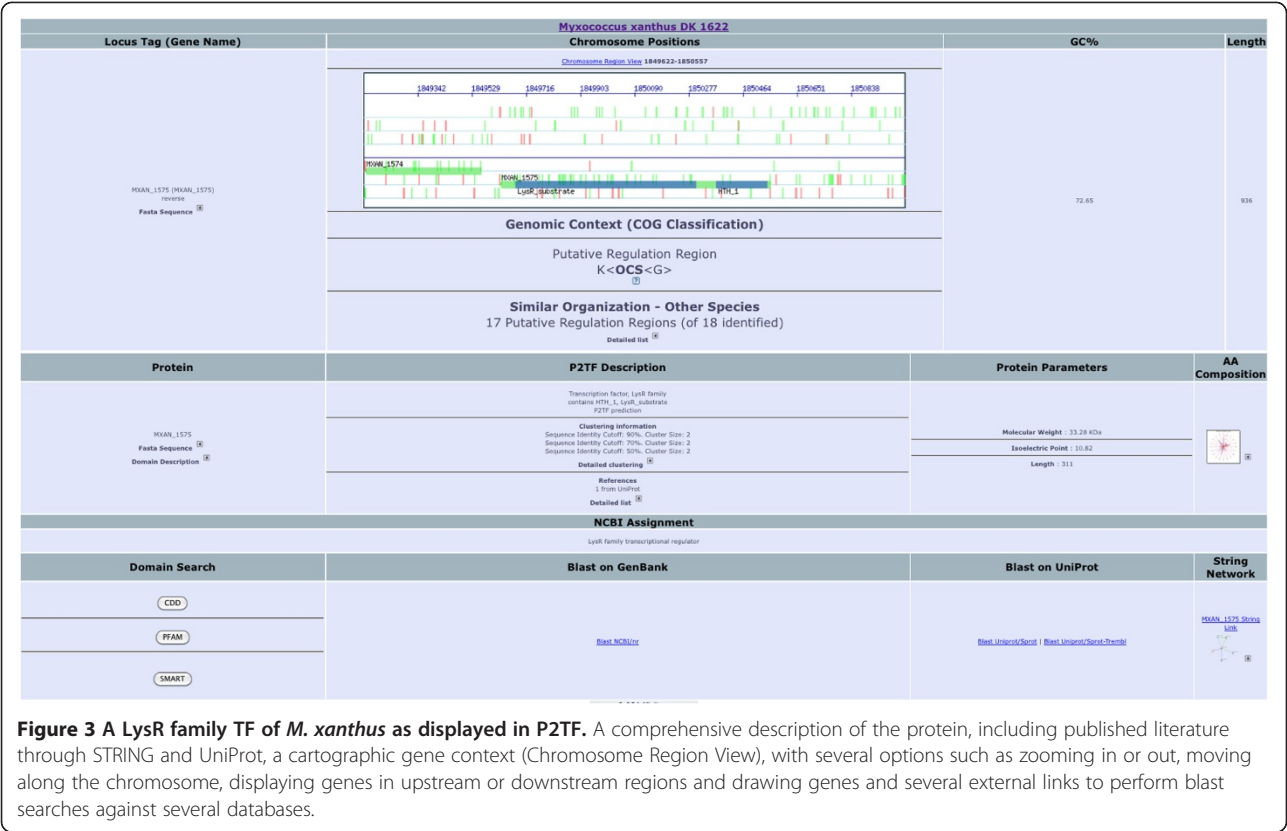 Myxococcus xanthus DK 1622
Locus Tag (Gene Name)
Chromosome Positions
GC%
Length
Chromosome Region View 1849622-1850557
1849342 1849529 1849716 1849903 1850090 1850277 1850464 1850651 1850838
MXAN_1574
MXAN_1575
LysR_substrate
HTH_1
MXAN_1575 (MXAN_1575)
reverse
Fasta Sequence
72.65
936
Genomic Context (COG Classification)
Putative Regulation Region
K<OCS<G>
?
Similar Organization - Other Species
17 Putative Regulation Regions (of 18 identified)
Detailed list
Protein
P2TF Description
Protein Parameters
AA
Composition
MXAN_1575
Fasta Sequence
Domain Description
Transcription factor, LysR family
contains HTH_1, LysR_substrate
P2TF prediction
Clustering information
Sequence Identity Cutoff: 90%. Cluster Size: 2
Sequence Identity Cutoff: 70%. Cluster Size: 2
Sequence Identity Cutoff: 50%. Cluster Size: 2
Detailed clustering
References
1 from UniProt
Detailed list
Molecular Weight : 33.28 KDa
Isoelectric Point : 10.82
Length : 311
NCBI Assignment
LysR family transcriptional regulator
Domain Search
Blast on GenBank
Blast on UniProt
String
Network
CDD
PFAM
SMART
Blast NCBI/nr
Blast Uniprot/Sprot | Blast Uniprot/Sprot-Trembl
MXAN_1575 String
Link
Figure 3 A LysR family TF of M. xanthus as displayed in P2TF. A comprehensive description of the protein, including published literature
through STRING and UniProt, a cartographic gene context (Chromosome Region View), with several options such as zooming in or out, moving
along the chromosome, displaying genes in upstream or downstream regions and drawing genes and several external links to perform blast
searches against several databases.